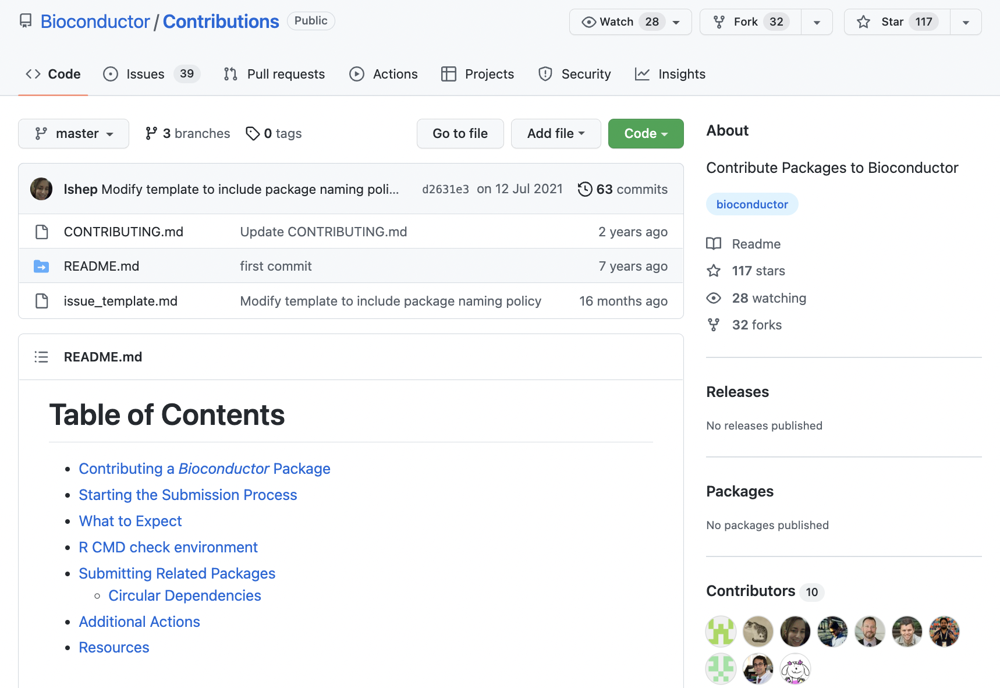 Bioconductor / Contributions Public
Watch 28
Fork 32
Star 117
Code
Issues 39
Pull requests
Actions
Projects
Security
Insights
master
3 branches
0 tags
Go to file
Add file
Code
lshep Modify template to include package naming poli... d2631e3 on 12 Jul 2021 63 commits
CONTRIBUTING.md Update CONTRIBUTING.md 2 years ago
README.md first commit 7 years ago
issue_template.md Modify template to include package naming policy 16 months ago
README.md
Table of Contents
Contributing a Bioconductor Package
Starting the Submission Process
What to Expect
R CMD check environment
Submitting Related Packages
Circular Dependencies
Additional Actions
Resources
About
Contribute Packages to Bioconductor
bioconductor
Readme
117 stars
28 watching
32 forks
Releases
No releases published
Packages
No packages published
Contributors 10